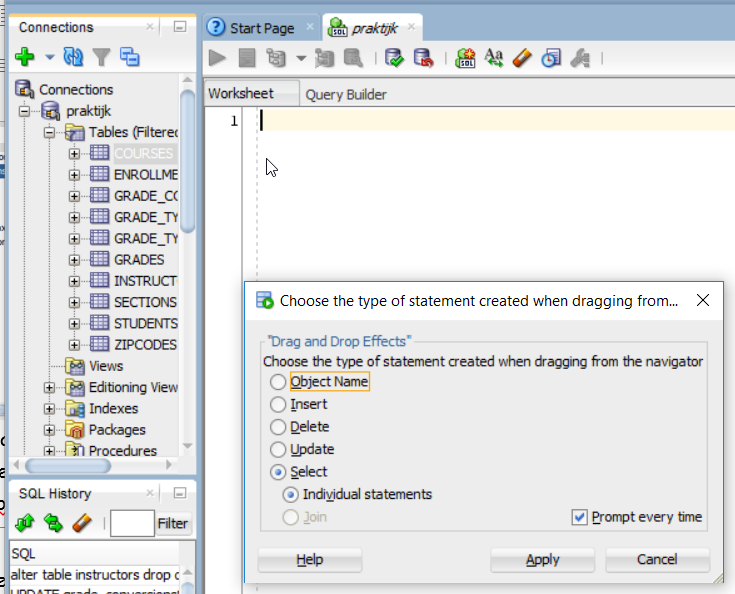 Connections
Connections
praktijk
Tables (Filtered
COURSES
ENROLLME
GRADE_CO
GRADE_TY
GRADE_TY
GRADES
INSTRUCT
SECTIONS
STUDENTS
ZIPCODES
Views
Editioning View
Indexes
Packages
Procedures
SQL History
Filter
SQL
alter table instructors drop c
UPDATE grade_conversions
Start Page
praktijk
Worksheet
Query Builder
1
Choose the type of statement created when dragging from...
"Drag and Drop Effects"
Choose the type of statement created when dragging from the navigator
Object Name
Insert
Delete
Update
Select
Individual statements
Join
Prompt every time
Help
Apply
Cancel